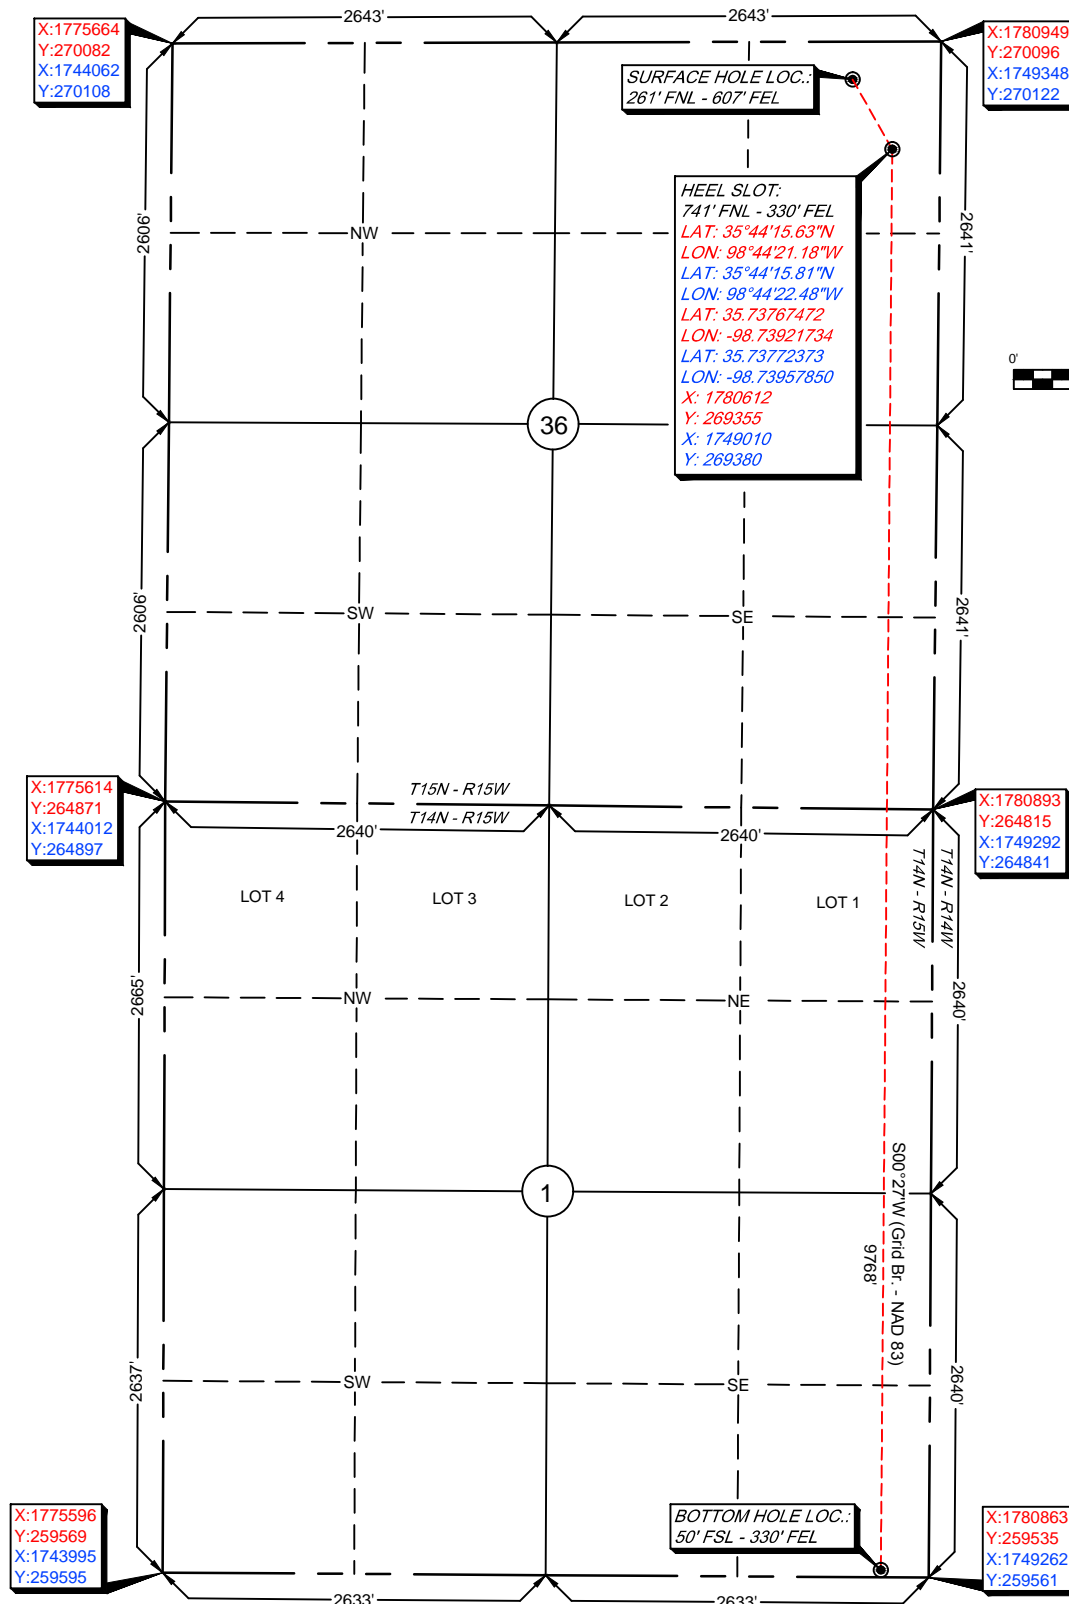 2643'
2643'
X:1775664
Y:270082
X:1744062
Y:270108
X:1780949
Y:270096
X:1749348
Y:270122
SURFACE HOLE LOC.:
261' FNL - 607' FEL
HEEL SLOT:
741' FNL - 330' FEL
LAT: 35°44'15.63"N
LON: 98°44'21.18"W
LAT: 35°44'15.81"N
LON: 98°44'22.48"W
LAT: 35.73767472
LON: -98.73921734
LAT: 35.73772373
LON: -98.73957850
X: 1780612
Y: 269355
X: 1749010
Y: 269380
2606'
NW
2641'
0'
36
2606'
SW
SE
2641'
X:1775614
Y:264871
X:1744012
Y:264897
T15N - R15W
T14N - R15W
X:1780893
Y:264815
X:1749292
Y:264841
2640'
2640'
T14N - R15W
T14N - R14W
LOT 4
LOT 3
LOT 2
LOT 1
2665'
NW
NE
2640'
S00°27'W (Grid Br. - NAD 83)
9768'
1
2637'
SW
SE
2640'
X:1775596
Y:259569
X:1743995
Y:259595
BOTTOM HOLE LOC.:
50' FSL - 330' FEL
X:1780863
Y:259535
X:1749262
Y:259561
2633'
2633'